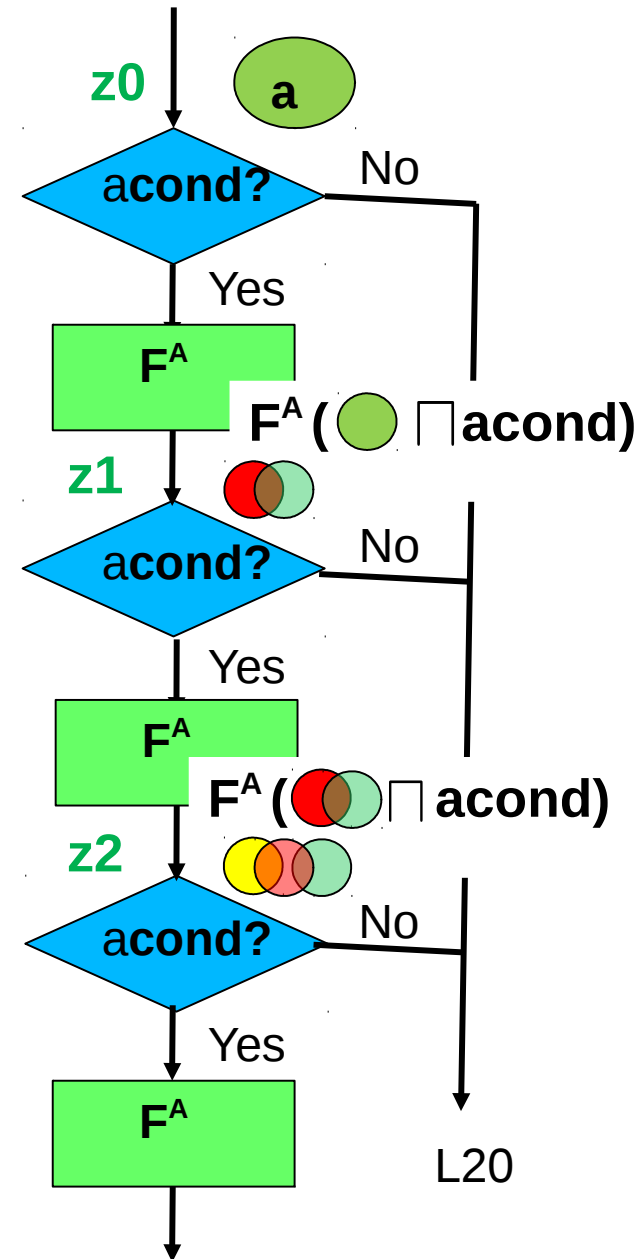 z0
a
acond?
No
Yes
F^A
F^A ( ⊓ acond)
z1
acond?
No
Yes
F^A
F^A ( ⊓ acond)
z2
acond?
No
Yes
F^A
L20